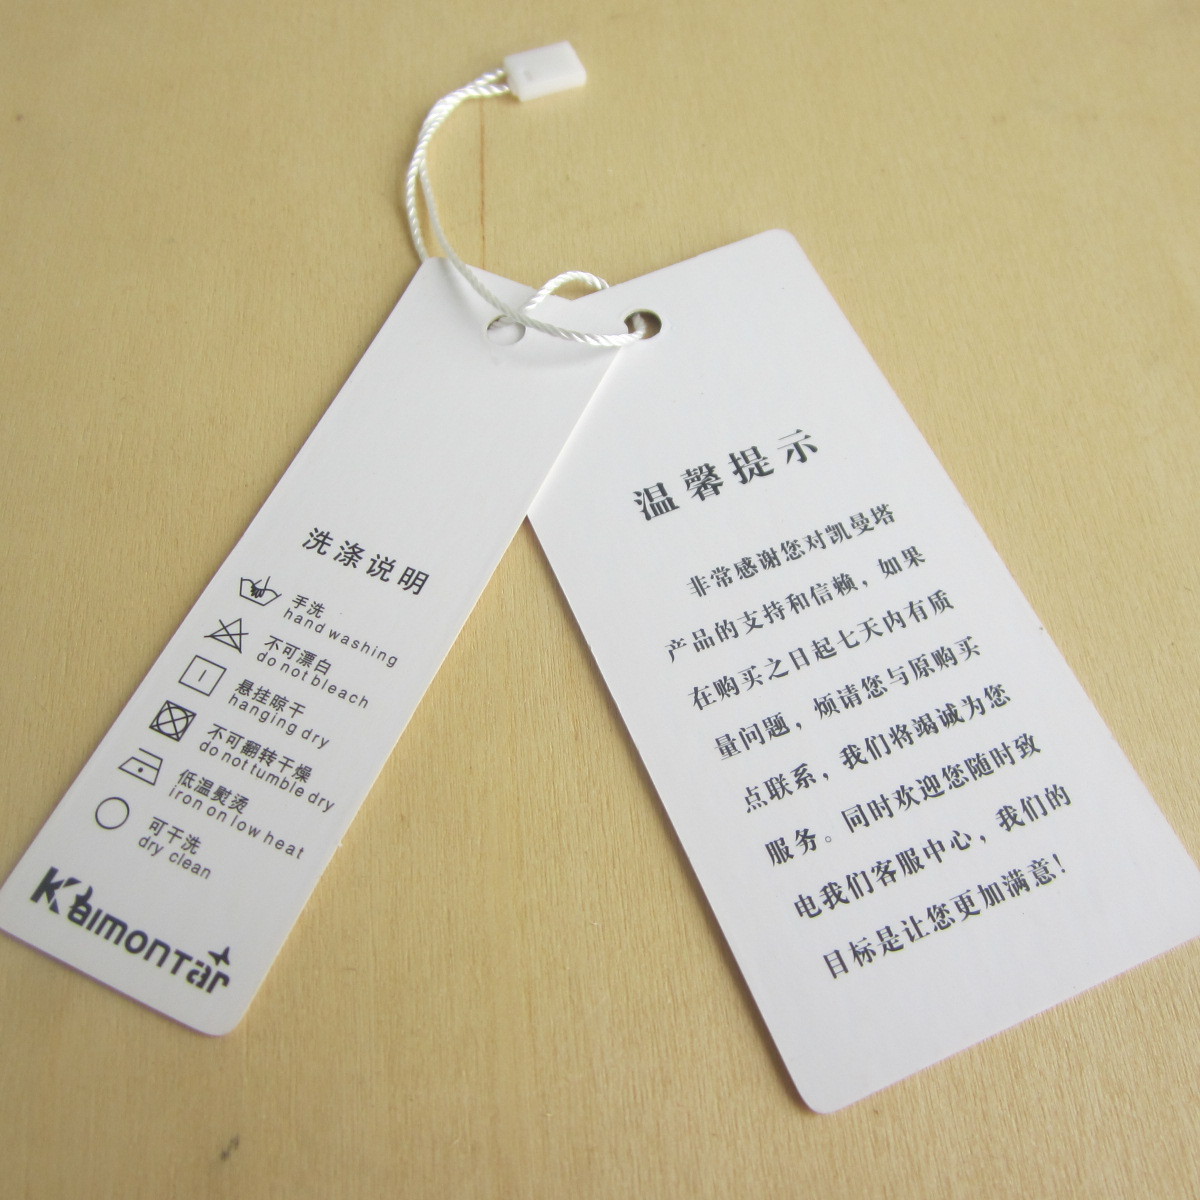 洗涤说明
手洗
hand washing
不可漂白
do not bleach
悬挂晾干
hanging dry
不可翻转干燥
do not tumble dry
低温熨烫
iron on low heat
可干洗
dry clean
Kaimontar
温馨提示
非常感谢您对凯曼塔
产品的支持和信赖，如果
在购买之日起七天内有质
量问题，烦请您与原购买
点联系，我们将竭诚为您
服务。同时欢迎您随时致
电我们客服中心，我们的
目标是让您更加满意！